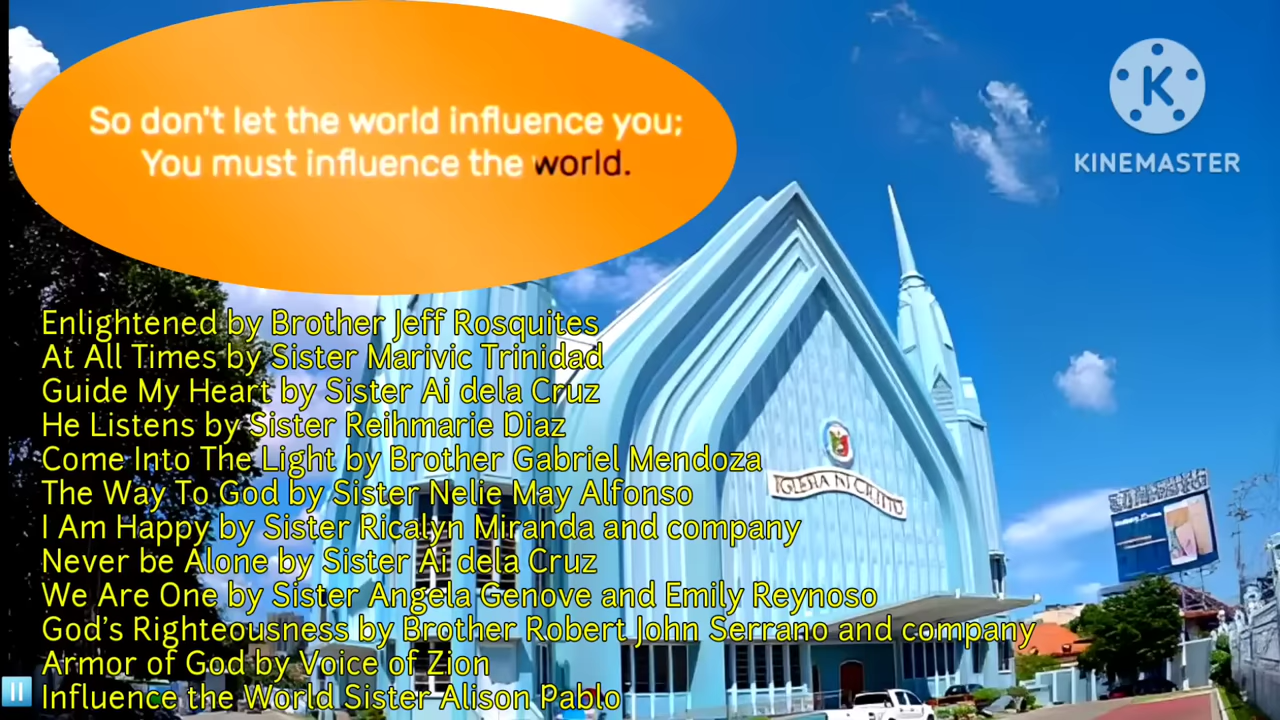 So don't let the world influence you;
You must influence the world.
K
KINEMASTER
Enlightened by Brother Jeff Rosquites
At All Times by Sister Marivic Trinidad
Guide My Heart by Sister Ai dela Cruz
He Listens by Sister Reihmarie Diaz
Come Into The Light by Brother Gabriel Mendoza
The Way To God by Sister Nelie May Alfonso
I Am Happy by Sister Ricalyn Miranda and company
Never be Alone by Sister Ai dela Cruz
We Are One by Sister Angela Genove and Emily Reynoso
God's Righteousness by Brother Robert John Serrano and company
Armor of God by Voice of Zion
Influence the World Sister Alison Pablo
IGLESIA NI CRISTO